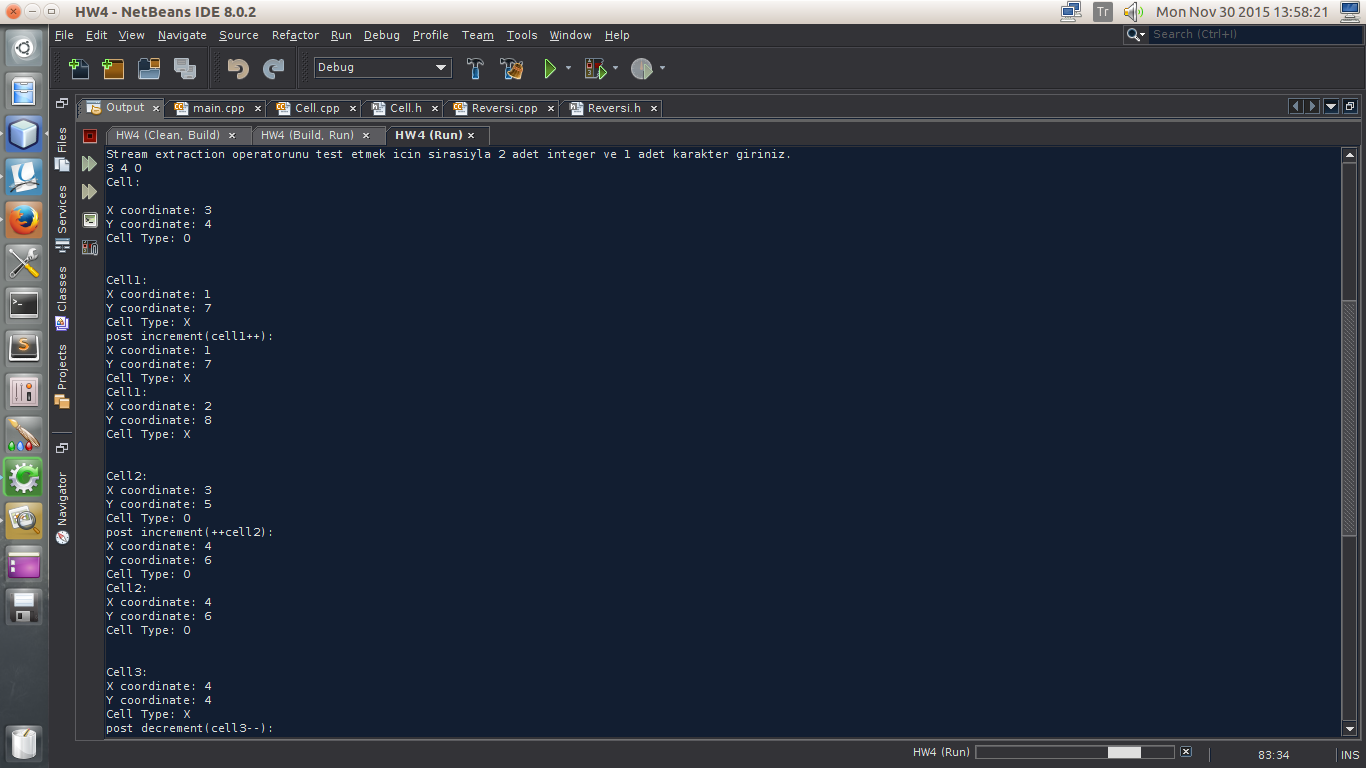 HW4 - NetBeans IDE 8.0.2
Tr
Mon Nov 30 2015 13:58:21
File Edit View Navigate Source Refactor Run Debug Profile Team Tools Window Help
Search (Ctrl+I)
Debug
Output
main.cpp
Cell.cpp
Cell.h
Reversi.cpp
Reversi.h
HW4 (Clean, Build)
HW4 (Build, Run)
HW4 (Run)
Files
Services
Classes
Projects
Navigator
Stream extraction operatorunu test etmek icin sirasiyla 2 adet integer ve 1 adet karakter giriniz.
3 4 O
Cell:
X coordinate: 3
Y coordinate: 4
Cell Type: O
Cell1:
X coordinate: 1
Y coordinate: 7
Cell Type: X
post increment(cell1++):
X coordinate: 1
Y coordinate: 7
Cell Type: X
Cell1:
X coordinate: 2
Y coordinate: 8
Cell Type: X
Cell2:
X coordinate: 3
Y coordinate: 5
Cell Type: O
post increment(++cell2):
X coordinate: 4
Y coordinate: 6
Cell Type: O
Cell2:
X coordinate: 4
Y coordinate: 6
Cell Type: O
Cell3:
X coordinate: 4
Y coordinate: 4
Cell Type: X
post decrement(cell3--):
HW4 (Run)
83:34
INS